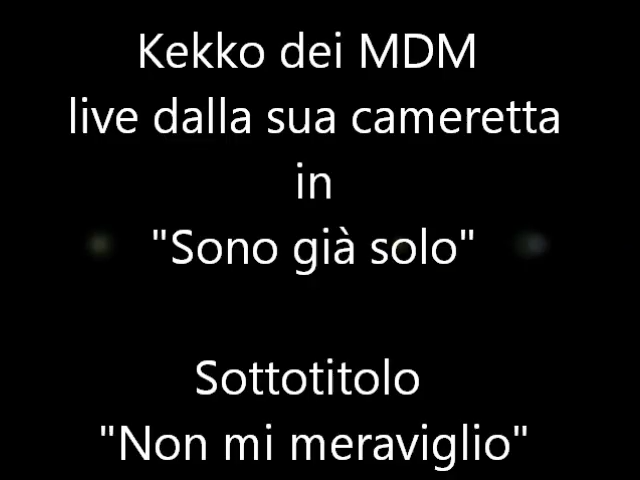 Kekko dei MDM
live dalla sua cameretta
in
"Sono già solo"
Sottotitolo
"Non mi meraviglio"